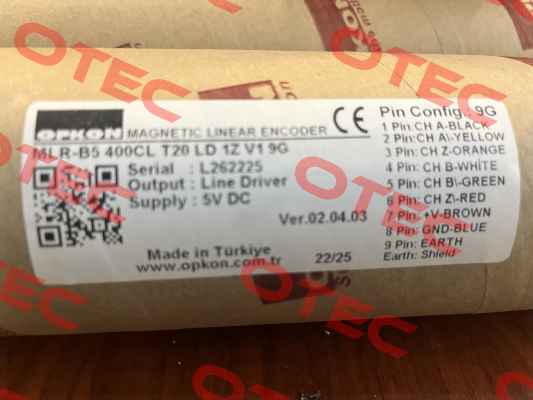 OPKON MAGNETIC LINEAR ENCODER CE
MLR-B5 400CL T20 LD 1Z V1 9G
Serial : L262225
Output : Line Driver
Supply : 5V DC
Ver.02.04.03
Made in Türkiye
www.opkon.com.tr
22/25
Pin Config.: 9G
1 Pin:CH A-BLACK
2 Pin:CH A\-YELLOW
3 Pin:CH Z-ORANGE
4 Pin:CH B-WHITE
5 Pin:CH B\-GREEN
6 Pin:CH Z\-RED
7 Pin:+V-BROWN
8 Pin:GND-BLUE
9 Pin:EARTH
Earth: Shield
OTEC
OTEC
OTEC
OTEC
OTEC
OTEC